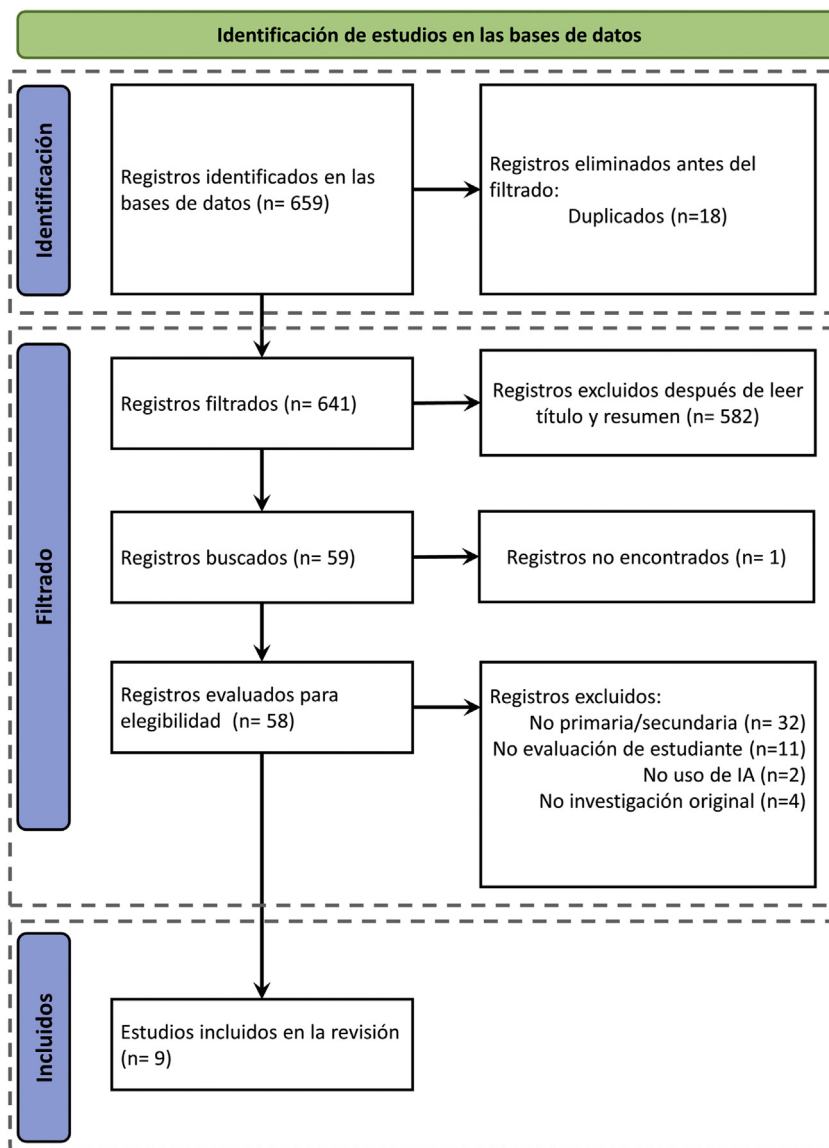 Identificación de estudios en las bases de datos
Identificación
Registros identificados en las
bases de datos (n= 659)
Registros eliminados antes del
filtrado:
Duplicados (n=18)
Filtrado
Registros filtrados (n= 641)
Registros excluidos después de leer
título y resumen (n= 582)
Registros buscados (n= 59)
Registros no encontrados (n= 1)
Registros evaluados para
elegibilidad (n= 58)
Registros excluidos:
No primaria/secundaria (n= 32)
No evaluación de estudiante (n=11)
No uso de IA (n=2)
No investigación original (n=4)
Incluidos
Estudios incluidos en la revisión
(n= 9)